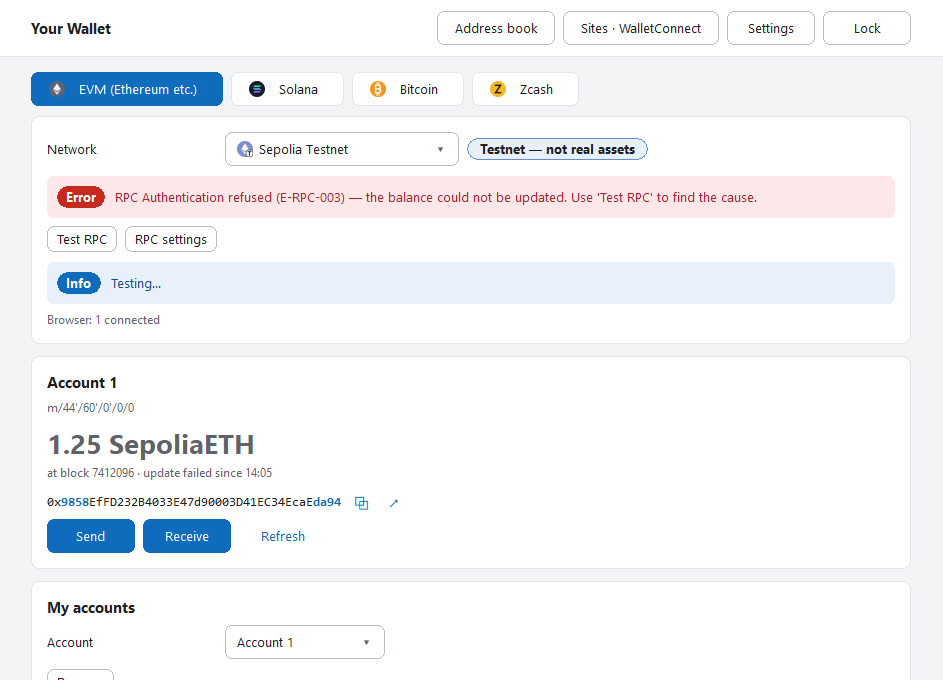 Your Wallet
Address book
Sites · WalletConnect
Settings
Lock
EVM (Ethereum etc.)
Solana
Bitcoin
Zcash
Network
Sepolia Testnet
Testnet — not real assets
Error RPC Authentication refused (E-RPC-003) — the balance could not be updated. Use 'Test RPC' to find the cause.
Test RPC
RPC settings
Info Testing...
Browser: 1 connected
Account 1
m/44'/60'/0'/0/0
1.25 SepoliaETH
at block 7412096 · update failed since 14:05
0x9858EfFD232B4033E47d90003D41EC34EcaEda94
Send
Receive
Refresh
My accounts
Account
Account 1